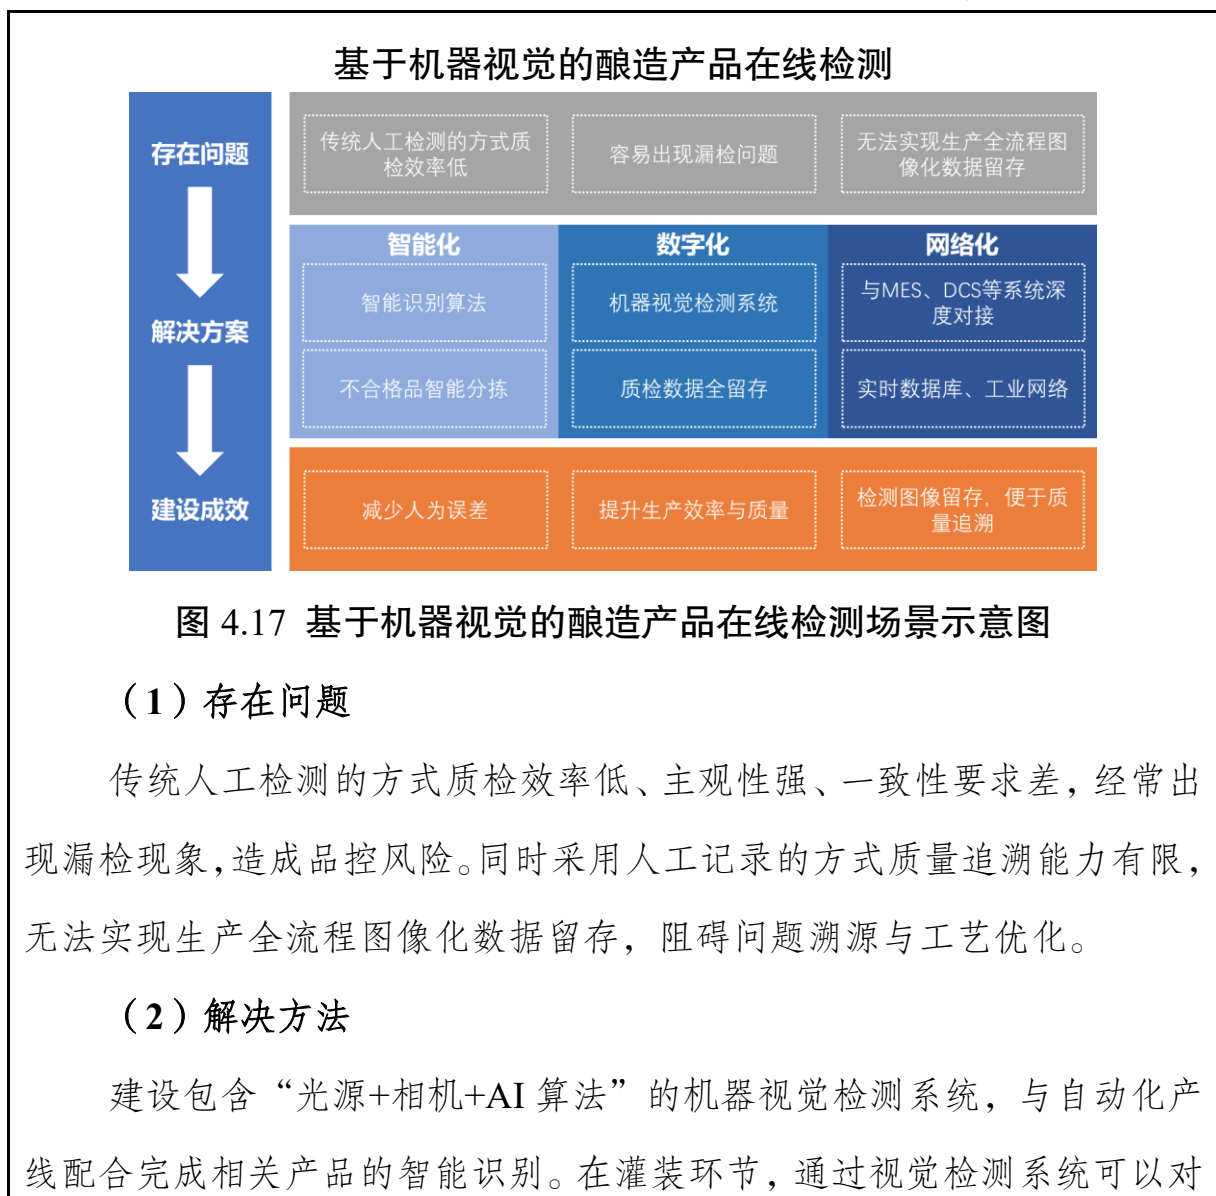 基于机器视觉的酿造产品在线检测
存在问题
传统人工检测的方式质
检效率低
容易出现漏检问题
无法实现生产全流程图
像化数据留存
解决方案
智能化
智能识别算法
不合格品智能分拣
数字化
机器视觉检测系统
质检数据全留存
网络化
与MES、DCS等系统深
度对接
实时数据库、工业网络
建设成效
减少人为误差
提升生产效率与质量
检测图像留存,便于质
量追溯
图 4.17 基于机器视觉的酿造产品在线检测场景示意图
（1）存在问题
传统人工检测的方式质检效率低、主观性强、一致性要求差，经常出
现漏检现象，造成品控风险。同时采用人工记录的方式质量追溯能力有限，
无法实现生产全流程图像化数据留存，阻碍问题溯源与工艺优化。
（2）解决方法
建设包含“光源+相机+AI 算法”的机器视觉检测系统，与自动化产
线配合完成相关产品的智能识别。在灌装环节，通过视觉检测系统可以对